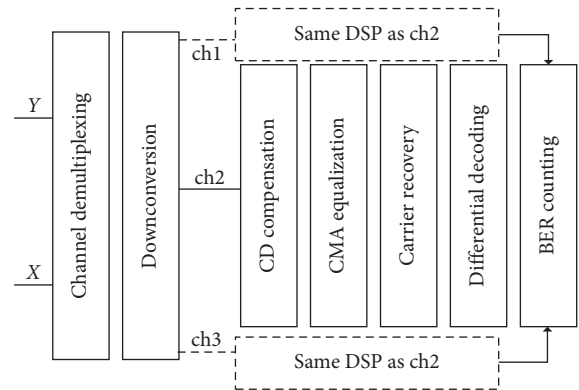 Same DSP as ch2
ch1
Y
X
Channel demultiplexing
Downconversion
ch2
CD compensation
CMA equalization
Carrier recovery
Differential decoding
BER counting
ch3
Same DSP as ch2